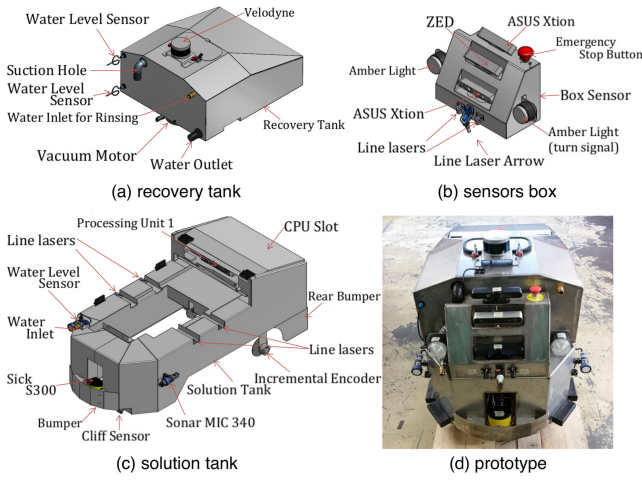 Velodyne
Water Level Sensor
Suction Hole
Water Level
Sensor
Water Inlet for Rinsing
Recovery Tank
Vacuum Motor
Water Outlet
(a) recovery tank
ZED
ASUS Xtion
Emergency
Stop Button
Amber Light
Box Sensor
ASUS Xtion
Line lasers
Amber Light
(turn signal)
Line Laser Arrow
(b) sensors box
Processing Unit 1
CPU Slot
Line lasers
Water Level
Sensor
Rear Bumper
Water
Inlet
Line lasers
Incremental Encoder
Solution Tank
Sick
S300
Sonar MIC 340
Bumper
Cliff Sensor
(c) solution tank
(d) prototype